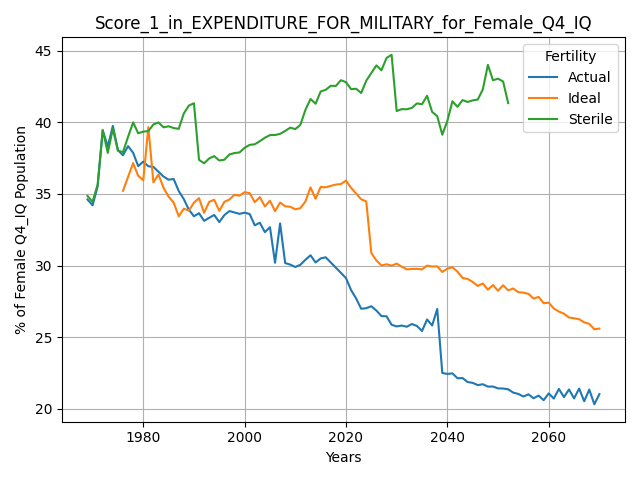 Score_1_in_EXPENDITURE_FOR_MILITARY_for_Female_Q4_IQ
% of Female Q4_IQ Population
45
40
35
30
25
20
Fertility
Actual
Ideal
Sterile
1980 2000 2020 2040 2060
Years